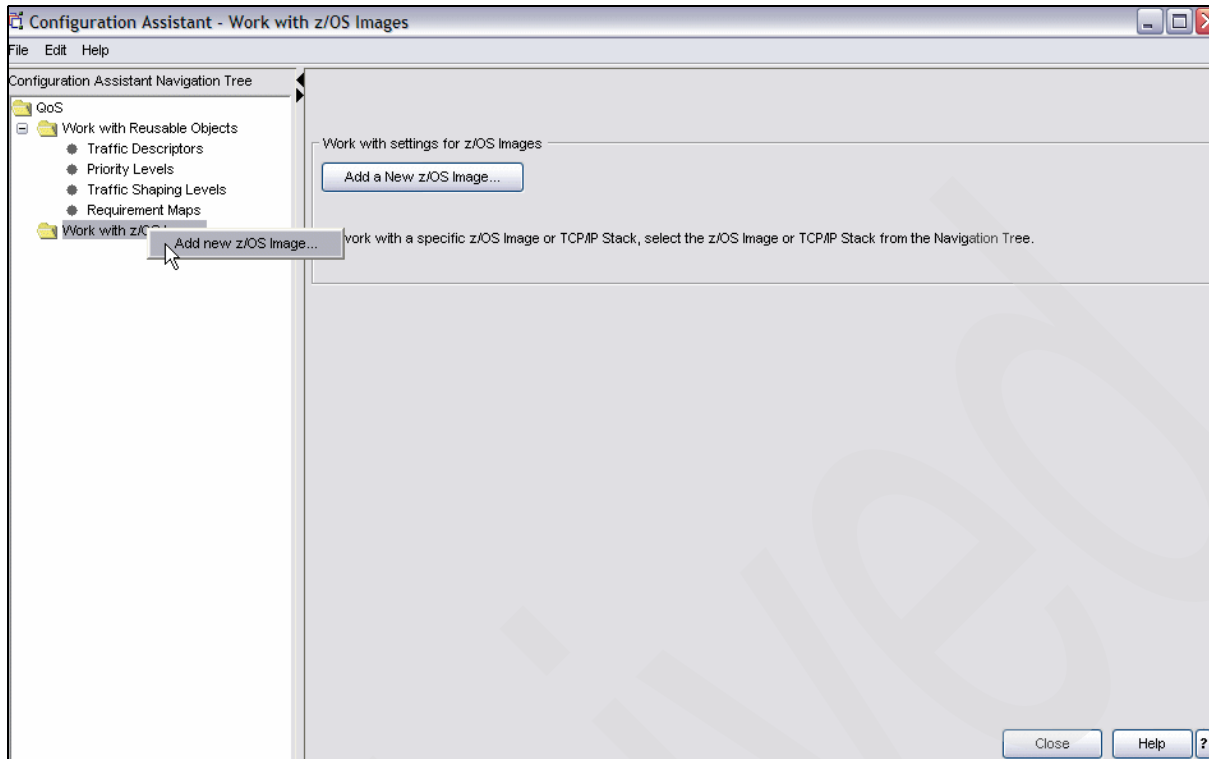 Configuration Assistant - Work with z/OS Images
File Edit Help
Configuration Assistant Navigation Tree
QoS
Work with Reusable Objects
Traffic Descriptors
Priority Levels
Traffic Shaping Levels
Requirement Maps
Work with
Add new z/OS Image...
Work with settings for z/OS Images
Add a New z/OS Image...
work with a specific z/OS Image or TCP/IP Stack, select the z/OS Image or TCP/IP Stack from the Navigation Tree.
Close Help ?